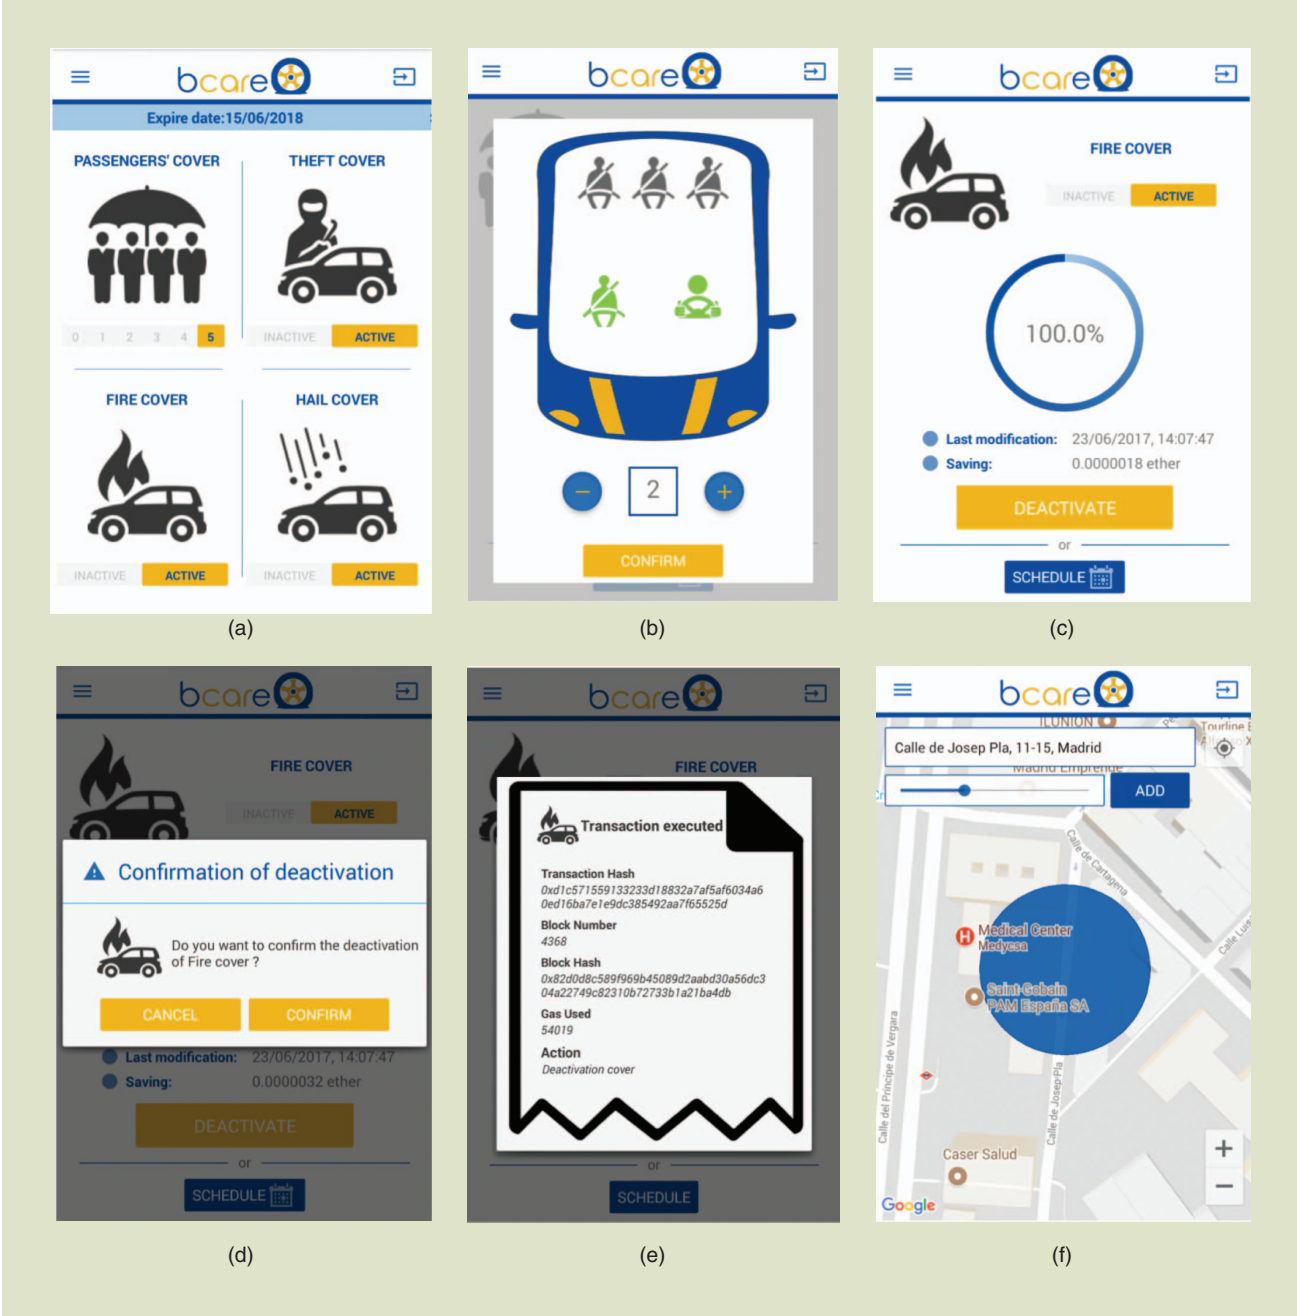 bcare
Expire date:15/06/2018
PASSENGERS' COVER
THEFT COVER
0 1 2 3 4 5
INACTIVE ACTIVE
FIRE COVER
HAIL COVER
INACTIVE ACTIVE
INACTIVE ACTIVE
(a)
bcare
2
CONFIRM
(b)
bcare
FIRE COVER
INACTIVE ACTIVE
100.0%
Last modification: 23/06/2017, 14:07:47
Saving: 0.0000018 ether
DEACTIVATE
or
SCHEDULE
(c)
bcare
FIRE COVER
INACTIVE ACTIVE
Confirmation of deactivation
Do you want to confirm the deactivation
of Fire cover ?
CANCEL CONFIRM
Last modification: 23/06/2017, 14:07:47
Saving: 0.0000032 ether
DEACTIVATE
or
SCHEDULE
(d)
bcare
FIRE COVER
Transaction executed
Transaction Hash
0xd1c571559133233d18832a7af5af6034a6
0ed16ba7e1e9dc385492aa7f65525d
Block Number
4368
Block Hash
0x82d0d8c589f969b45089d2aabd30a56dc3
04a22749c82310b72733b1a21ba4db
Gas Used
54019
Action
Deactivation cover
or
SCHEDULE
(e)
bcare
ILUNION
Tourline
Calle de Josep Pla, 11-15, Madrid
Madrid Emprende
ADD
Calle de Cartagena
Medical Center
Medycsa
Calle Luis
Saint-Gobain
PAM España SA
Calle del Príncipe de Vergara
Calle de Josep Pla
Caser Salud
Google
(f)